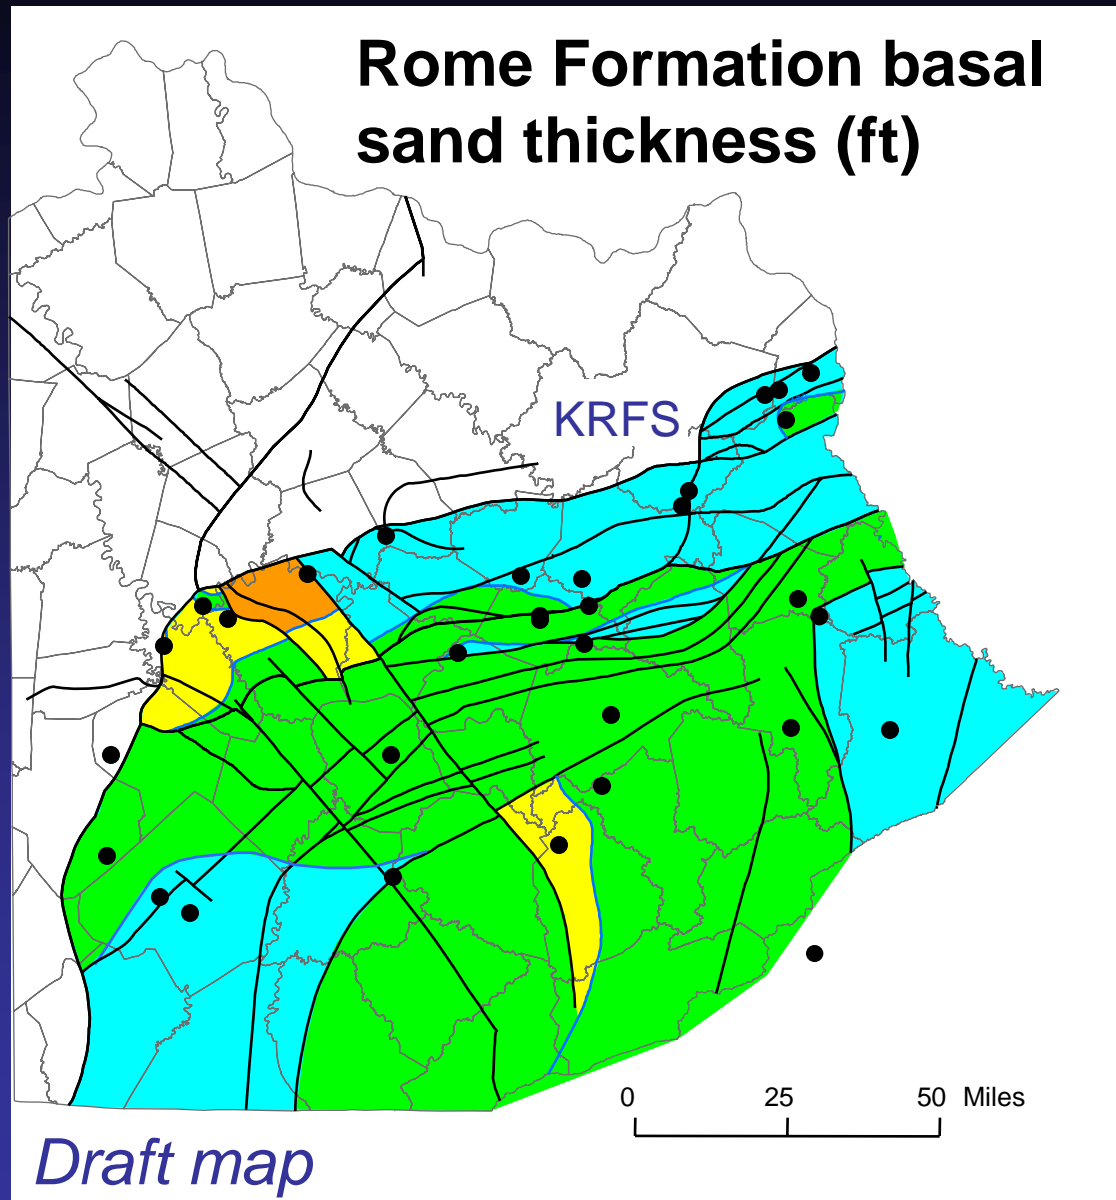 Rome Formation basal
sand thickness (ft)
KRFS
0 25 50 Miles
Draft map